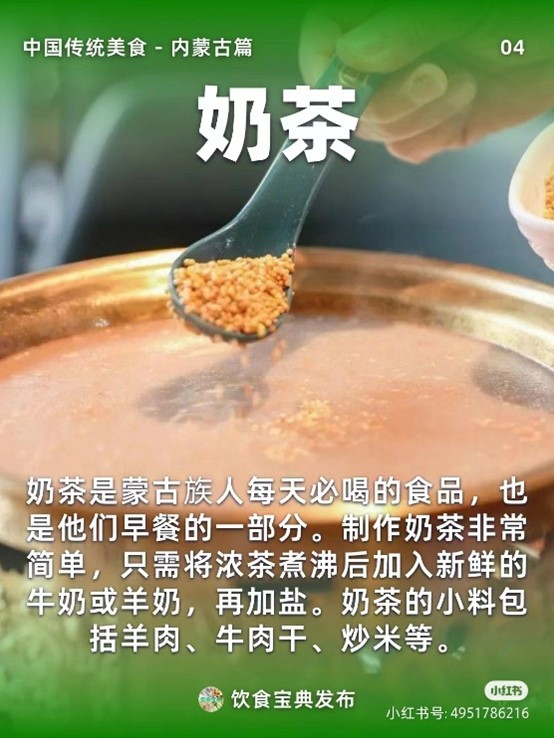 中国传统美食 - 内蒙古篇
04
奶茶
奶茶是蒙古族人每天必喝的食品，也
是他们早餐的一部分。制作奶茶非常
简单，只需将浓茶煮沸后加入新鲜的
牛奶或羊奶，再加盐。奶茶的小料包
括羊肉、牛肉干、炒米等。
饮食宝典发布
小红书
小红书号: 4951786216